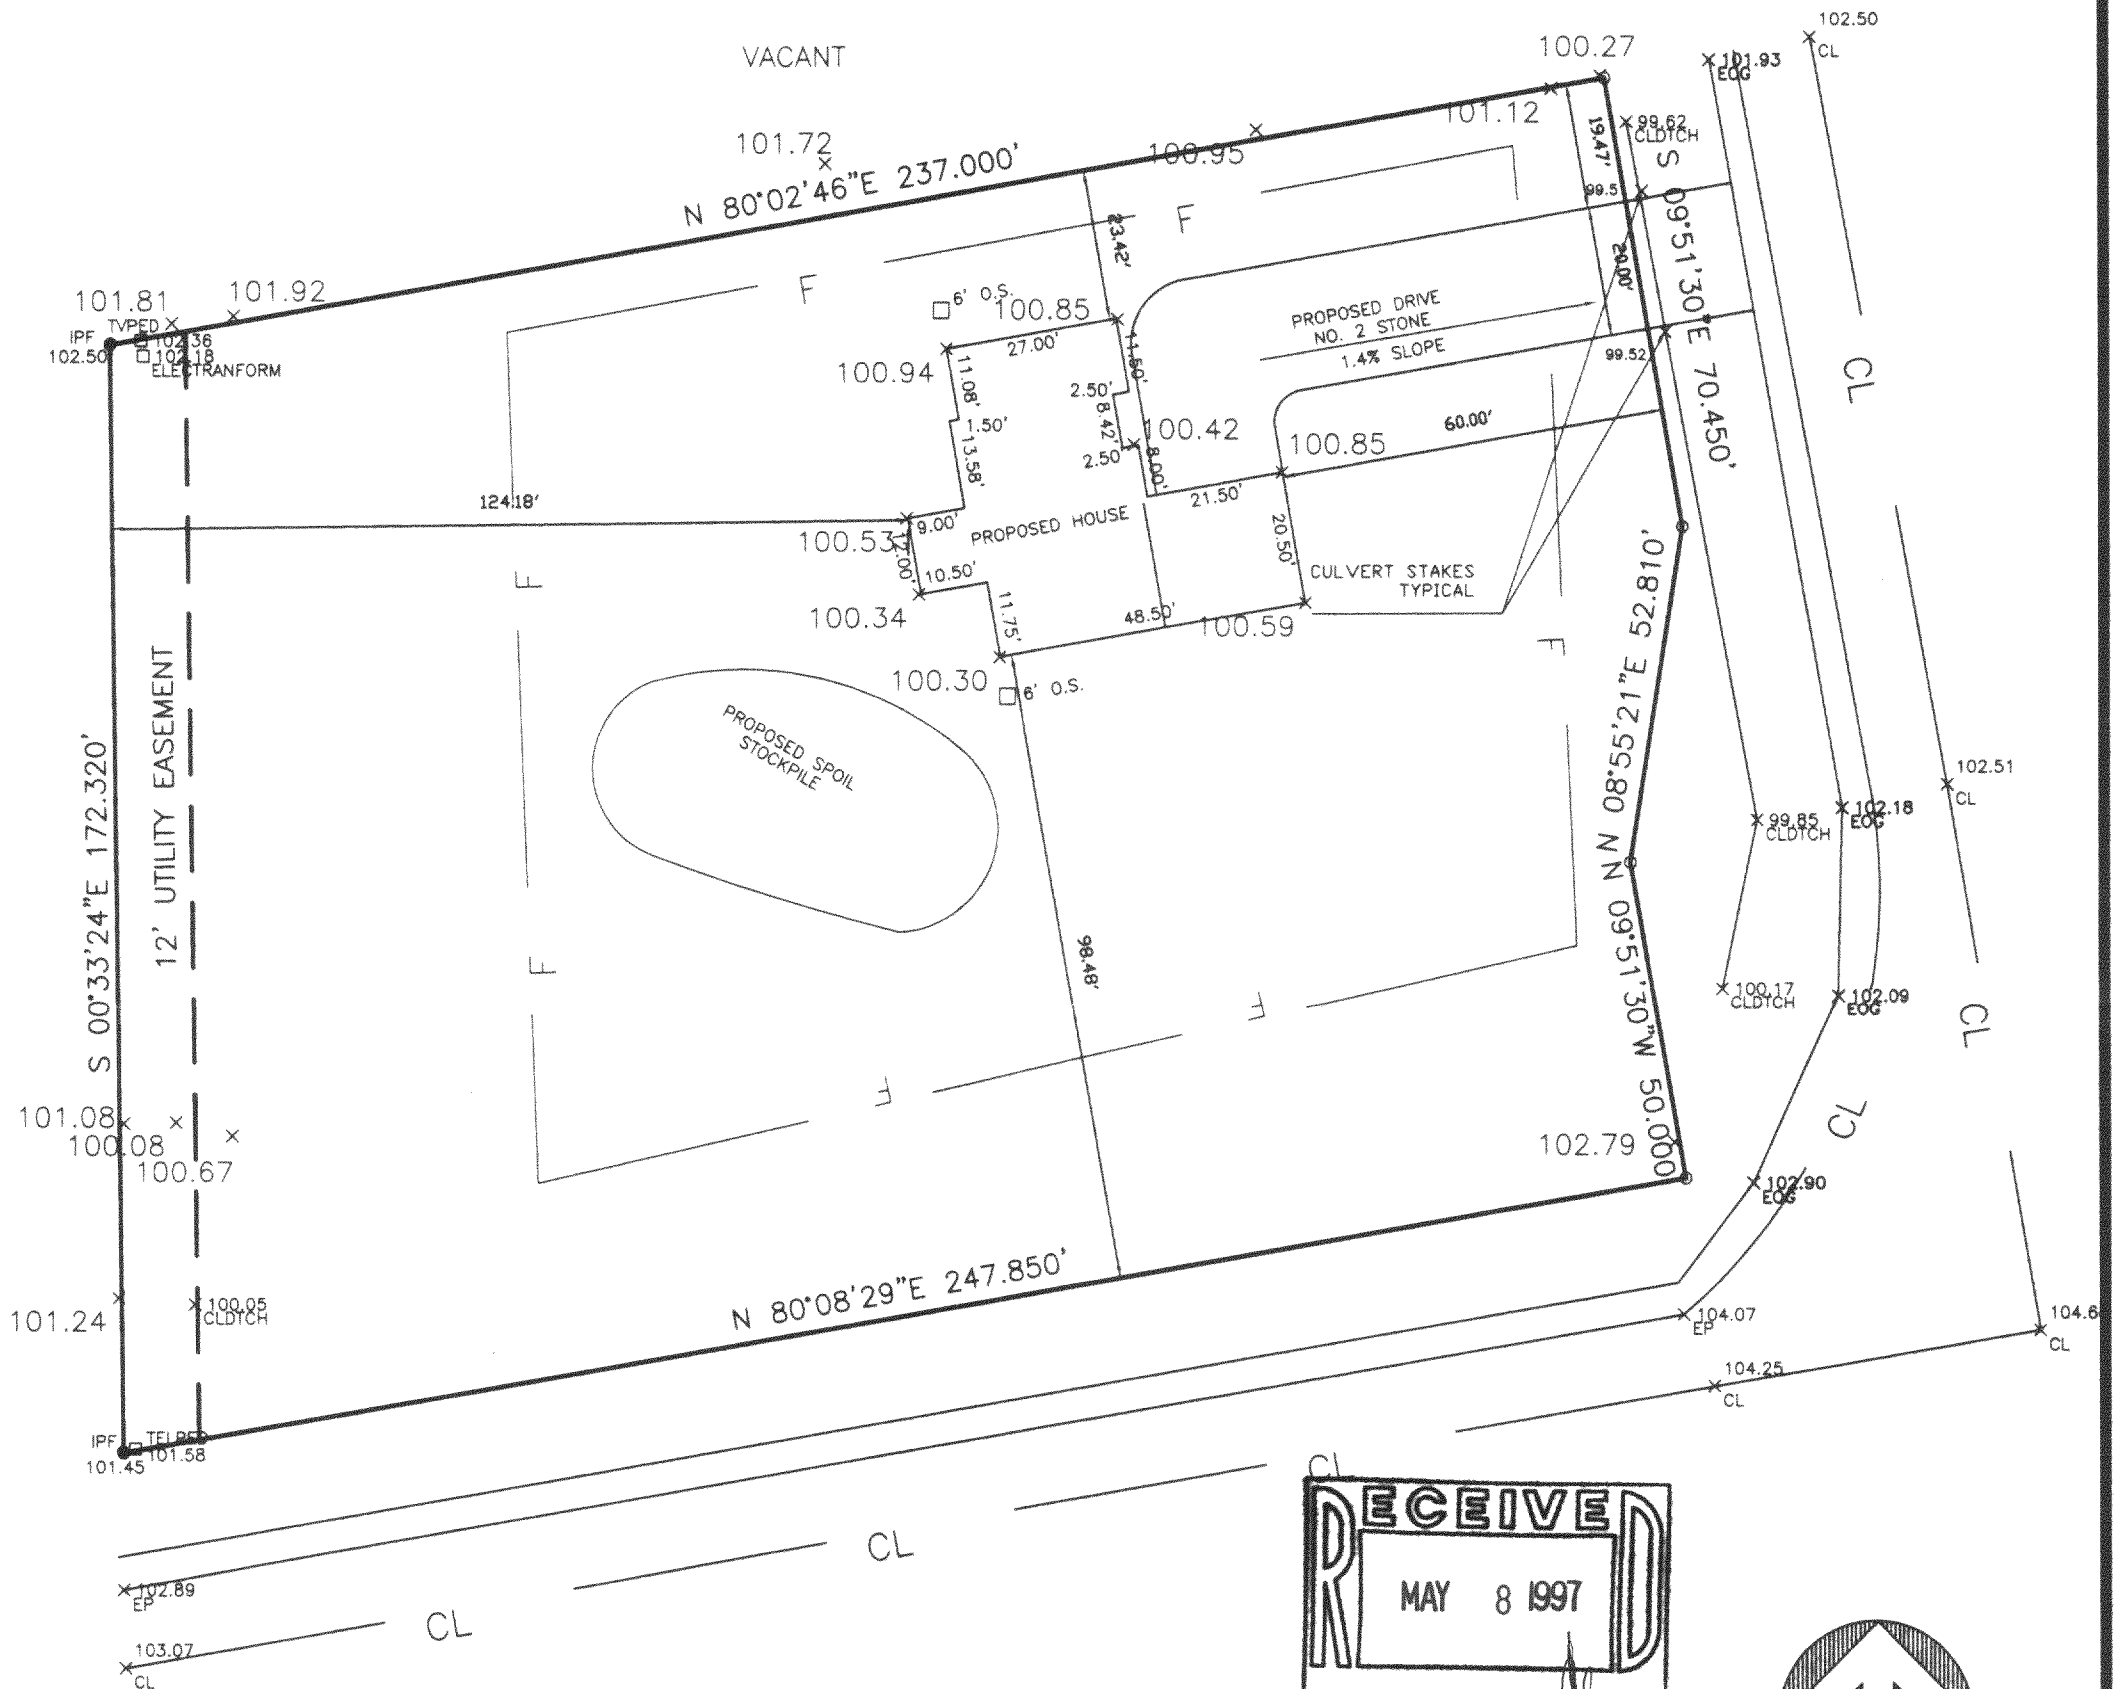 102.50
CL
VACANT
100.27
101.93
EOG
101.12
101.72
100.95
99.62
CLDTCH
19.47'
N 80°02'46"E 237.000'
S 09°51'30"E 70.450'
99.5
F
23.42'
20.00'
101.81
101.92
F
6' O.S.
100.85
PROPOSED DRIVE
NO. 2 STONE
1.4% SLOPE
TVPED
IPF
102.36
102.50
102.18
ELECTRANFORM
27.00'
11.50'
99.52
100.94
11.08'
2.50'
8.42'
CL
1.50'
100.42
60.00'
100.85
13.58'
2.50'
8.00'
124.18'
21.50'
9.00'
PROPOSED HOUSE
100.53
12.00'
20.50'
10.50'
F
CULVERT STAKES
TYPICAL
N 08°55'21"E 52.810'
100.34
11.75'
48.50'
100.59
F
100.30
6' O.S.
12' UTILITY EASEMENT
S 00°33'24"E 172.320'
PROPOSED SPOIL
STOCKPILE
102.51
CL
99.85
CLDTCH
102.18
EOG
N 09°51'30"W 50.000
F
98.48'
100.17
CLDTCH
102.09
EOG
F
CL
F
CL
101.08
100.08
100.67
102.79
102.90
EOG
100.05
CLDTCH
101.24
N 80°08'29"E 247.850'
104.07
EP
104.6
CL
104.25
CL
IPF
TELPED
101.58
101.45
CL
RECEIVED
CL
102.89
EP
MAY 8 1997
CL
103.07
CL